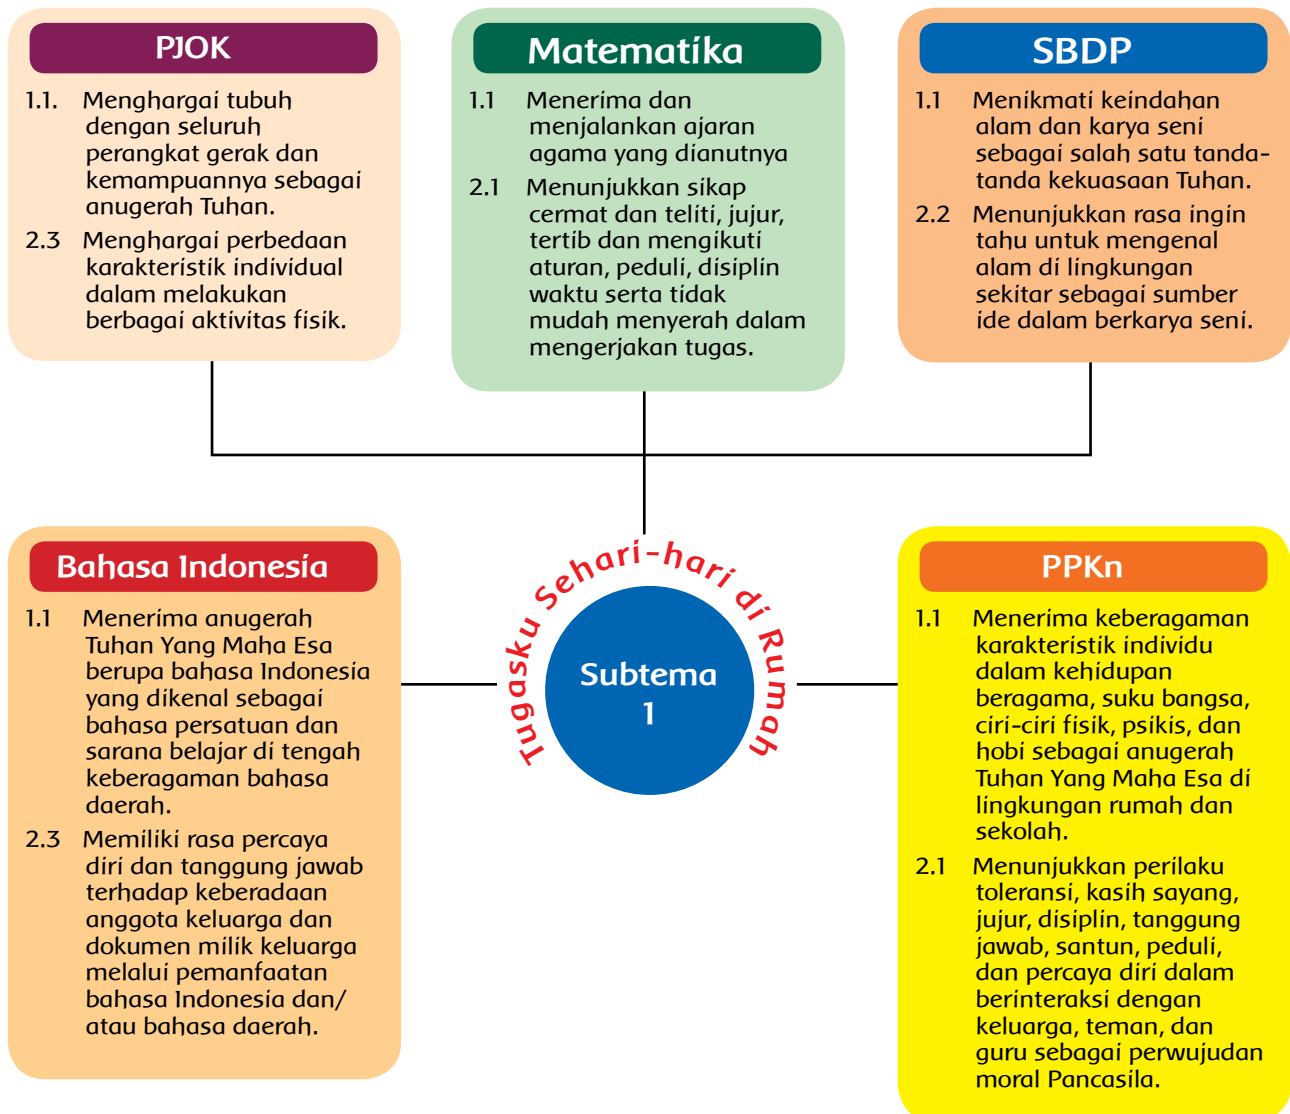 PJOK
1.1. Menghargai tubuh
dengan seluruh
perangkat gerak dan
kemampuannya sebagai
anugerah Tuhan.
2.3 Menghargai perbedaan
karakteristik individual
dalam melakukan
berbagai aktivitas fisik.
Matematika
1.1 Menerima dan
menjalankan ajaran
agama yang dianutnya
2.1 Menunjukkan sikap
cermat dan teliti, jujur,
tertib dan mengikuti
aturan, peduli, disiplin
waktu serta tidak
mudah menyerah dalam
mengerjakan tugas.
SBDP
1.1 Menikmati keindahan
alam dan karya seni
sebagai salah satu tanda-
tanda kekuasaan Tuhan.
2.2 Menunjukkan rasa ingin
tahu untuk mengenal
alam di lingkungan
sekitar sebagai sumber
ide dalam berkarya seni.
Bahasa Indonesia
1.1 Menerima anugerah
Tuhan Yang Maha Esa
berupa bahasa Indonesia
yang dikenal sebagai
bahasa persatuan dan
sarana belajar di tengah
keberagaman bahasa
daerah.
2.3 Memiliki rasa percaya
diri dan tanggung jawab
terhadap keberadaan
anggota keluarga dan
dokumen milik keluarga
melalui pemanfaatan
bahasa Indonesia dan/
atau bahasa daerah.
Tugasku Sehari-hari di Rumah
Subtema
1
PPKn
1.1 Menerima keberagaman
karakteristik individu
dalam kehidupan
beragama, suku bangsa,
ciri-ciri fisik, psikis, dan
hobi sebagai anugerah
Tuhan Yang Maha Esa di
lingkungan rumah dan
sekolah.
2.1 Menunjukkan perilaku
toleransi, kasih sayang,
jujur, disiplin, tanggung
jawab, santun, peduli,
dan percaya diri dalam
berinteraksi dengan
keluarga, teman, dan
guru sebagai perwujudan
moral Pancasila.